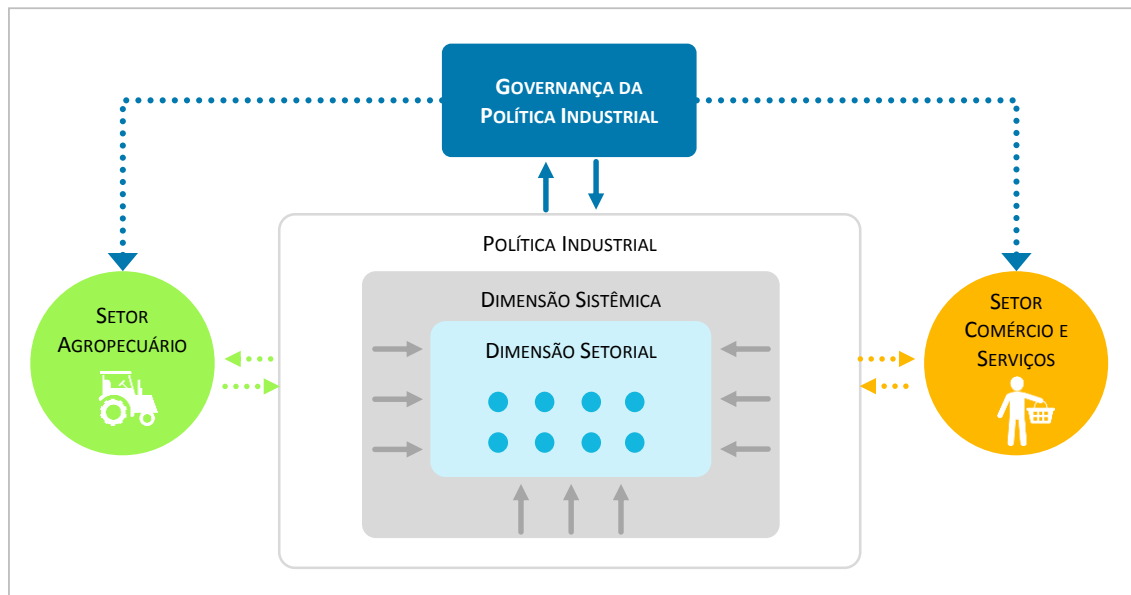 GOVERNANÇA DA
POLÍTICA INDUSTRIAL
POLÍTICA INDUSTRIAL
DIMENSÃO SISTÊMICA
DIMENSÃO SETORIAL
SETOR
AGROPECUÁRIO
SETOR
COMÉRCIO E
SERVIÇOS